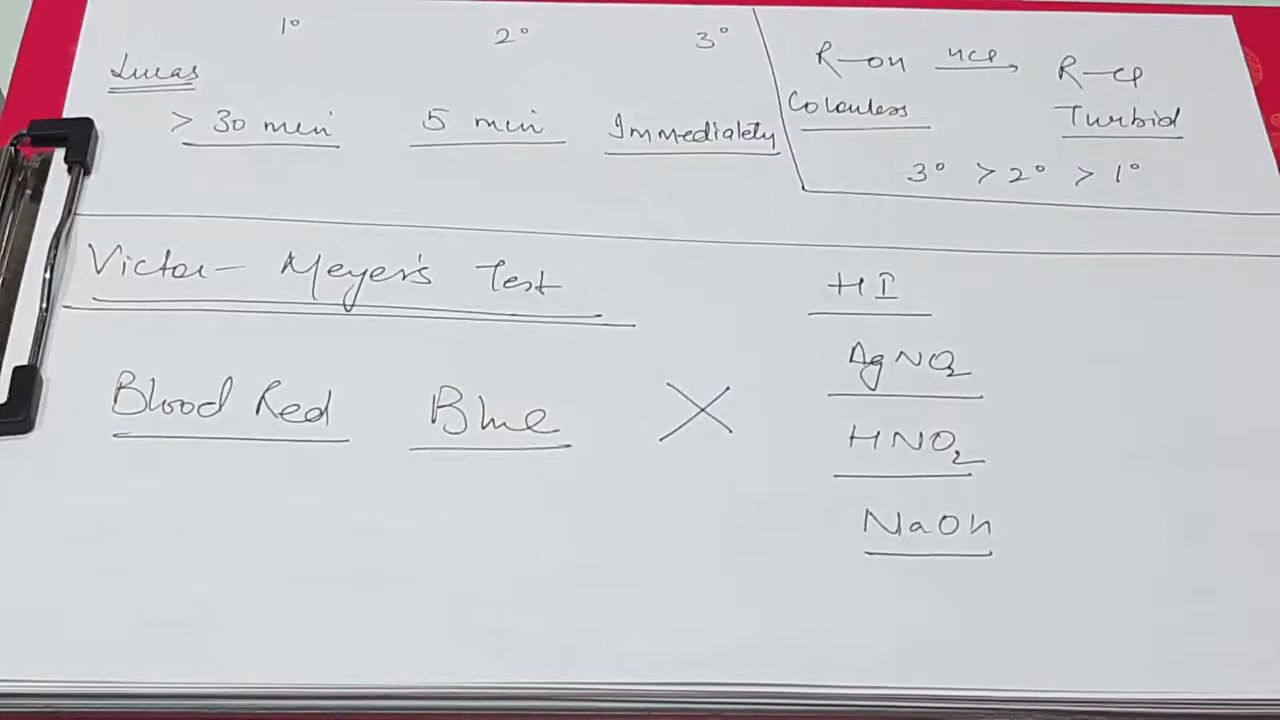 1° 2° 3°
Lucas
> 30 min 5 min Immedialety
R-OH HCl → R-Cl
Colourless Turbid
3° > 2° > 1°
Victor-Meyer's Test
Blood Red Blue ×
HI
AgNO2
HNO2
NaOH